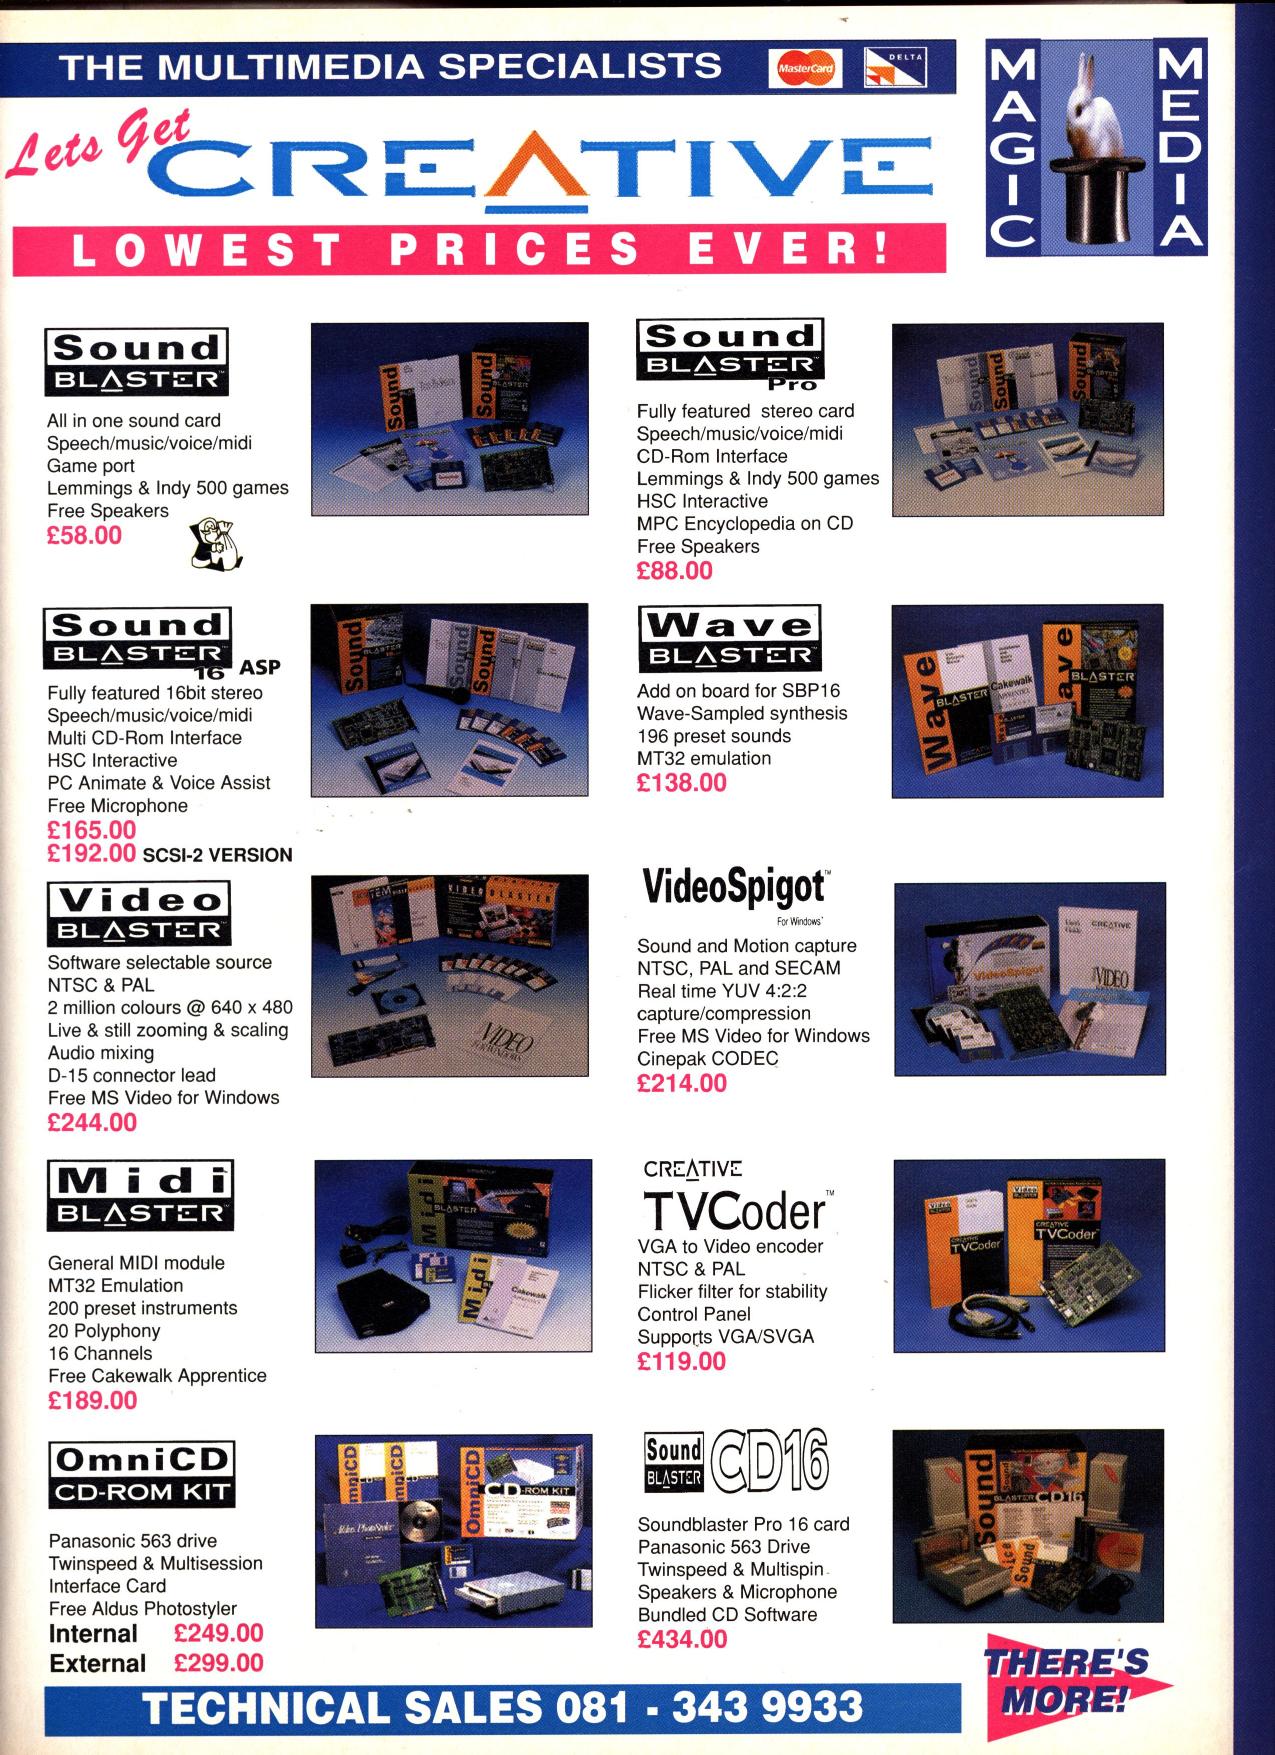 THE MULTIMEDIA SPECIALISTS
MasterCard
DELTA
MAGIC
MEDIA
Lets Get
CREATIVE
LOWEST PRICES EVER!
Sound
BLASTER™
All in one sound card
Speech/music/voice/midi
Game port
Lemmings & Indy 500 games
Free Speakers
£58.00
Sound
BLASTER™
Pro
Fully featured stereo card
Speech/music/voice/midi
CD-Rom Interface
Lemmings & Indy 500 games
HSC Interactive
MPC Encyclopedia on CD
Free Speakers
£88.00
Sound
BLASTER™
16 ASP
Fully featured 16bit stereo
Speech/music/voice/midi
Multi CD-Rom Interface
HSC Interactive
PC Animate & Voice Assist
Free Microphone
£165.00
£192.00 SCSI-2 VERSION
Wave
BLASTER™
Add on board for SBP16
Wave-Sampled synthesis
196 preset sounds
MT32 emulation
£138.00
Video
BLASTER™
Software selectable source
NTSC & PAL
2 million colours @ 640 x 480
Live & still zooming & scaling
Audio mixing
D-15 connector lead
Free MS Video for Windows
£244.00
VideoSpigot™
For Windows™
Sound and Motion capture
NTSC, PAL and SECAM
Real time YUV 4:2:2
capture/compression
Free MS Video for Windows
Cinepak CODEC
£214.00
Midi
BLASTER™
General MIDI module
MT32 Emulation
200 preset instruments
20 Polyphony
16 Channels
Free Cakewalk Apprentice
£189.00
CREATIVE
TVCoder™
VGA to Video encoder
NTSC & PAL
Flicker filter for stability
Control Panel
Supports VGA/SVGA
£119.00
OmniCD
CD-ROM KIT
Panasonic 563 drive
Twinspeed & Multisession
Interface Card
Free Aldus Photostyler
Internal £249.00
External £299.00
Sound
BLASTER
CD16
Soundblaster Pro 16 card
Panasonic 563 Drive
Twinspeed & Multispin
Speakers & Microphone
Bundled CD Software
£434.00
THERE'S
MORE!
TECHNICAL SALES 081 - 343 9933